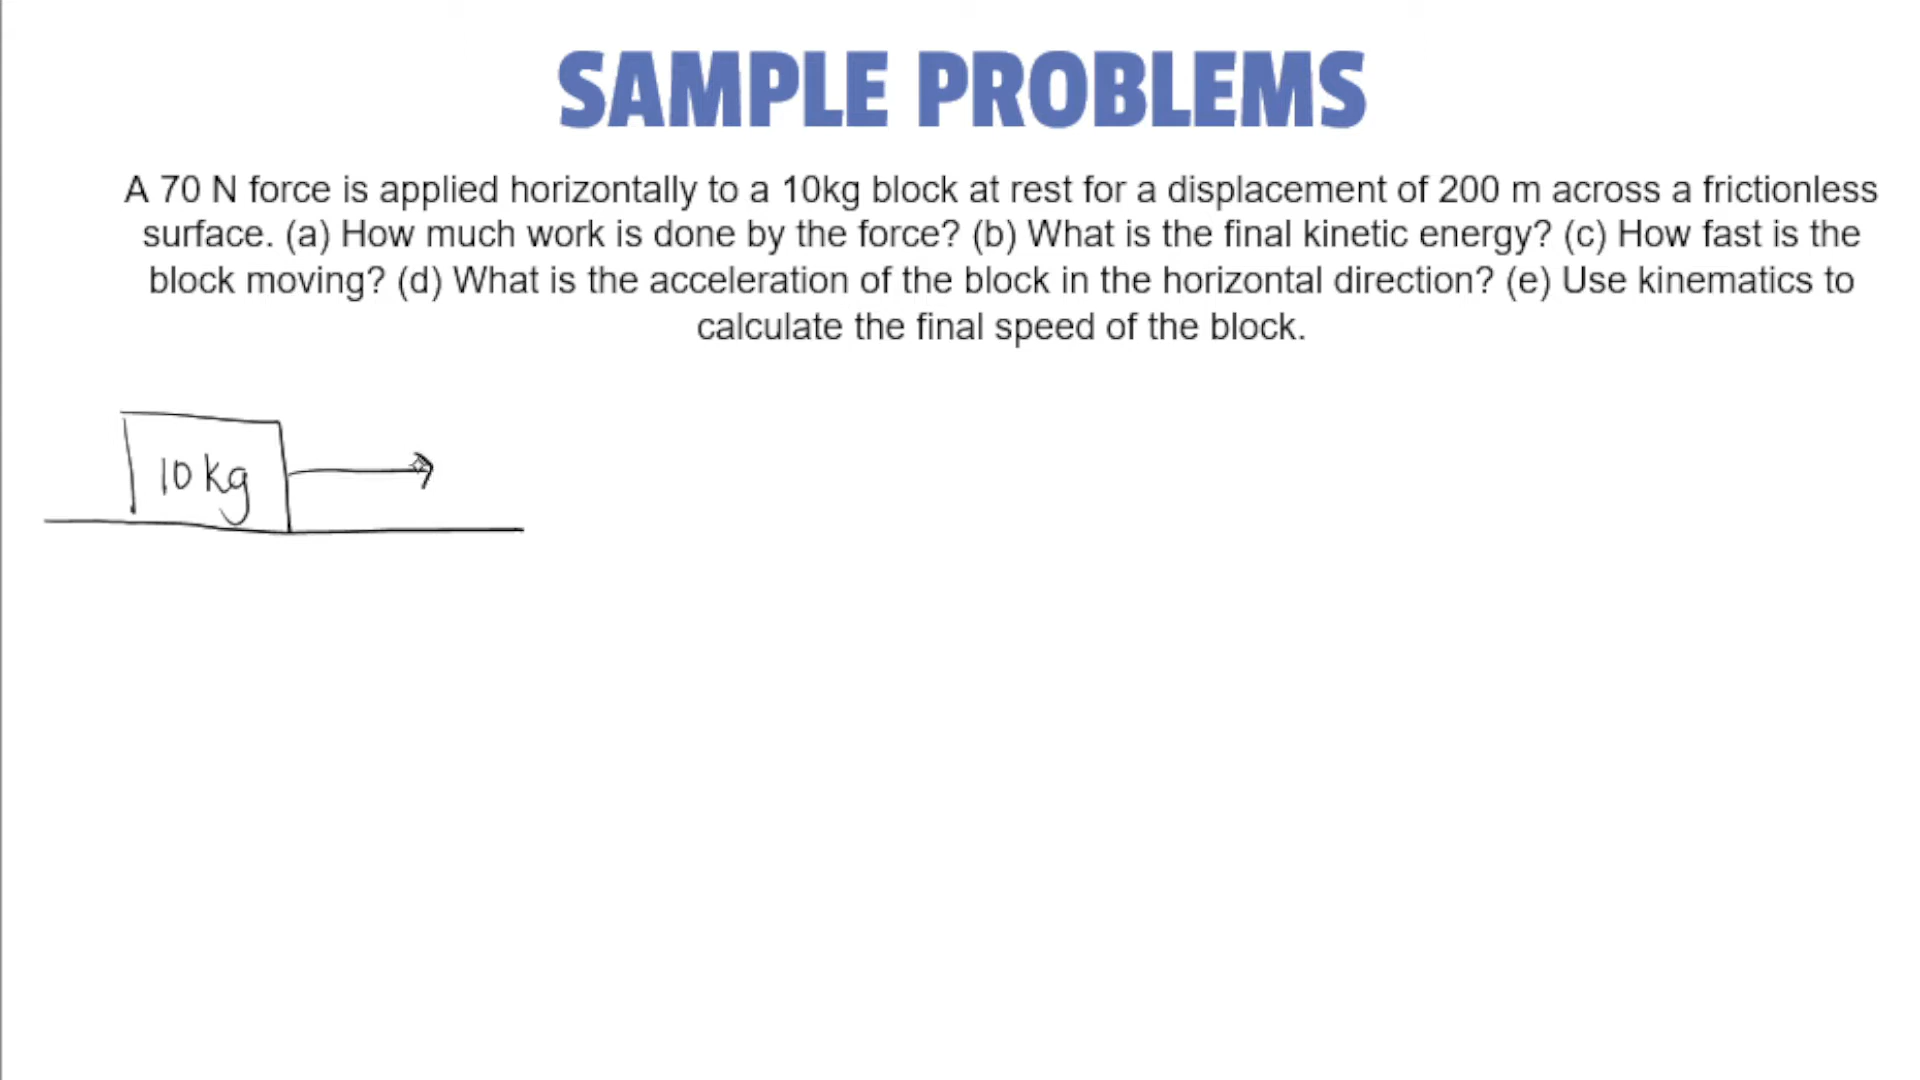 SAMPLE PROBLEMS
A 70 N force is applied horizontally to a 10kg block at rest for a displacement of 200 m across a frictionless
surface. (a) How much work is done by the force? (b) What is the final kinetic energy? (c) How fast is the
block moving? (d) What is the acceleration of the block in the horizontal direction? (e) Use kinematics to
calculate the final speed of the block.
10 kg